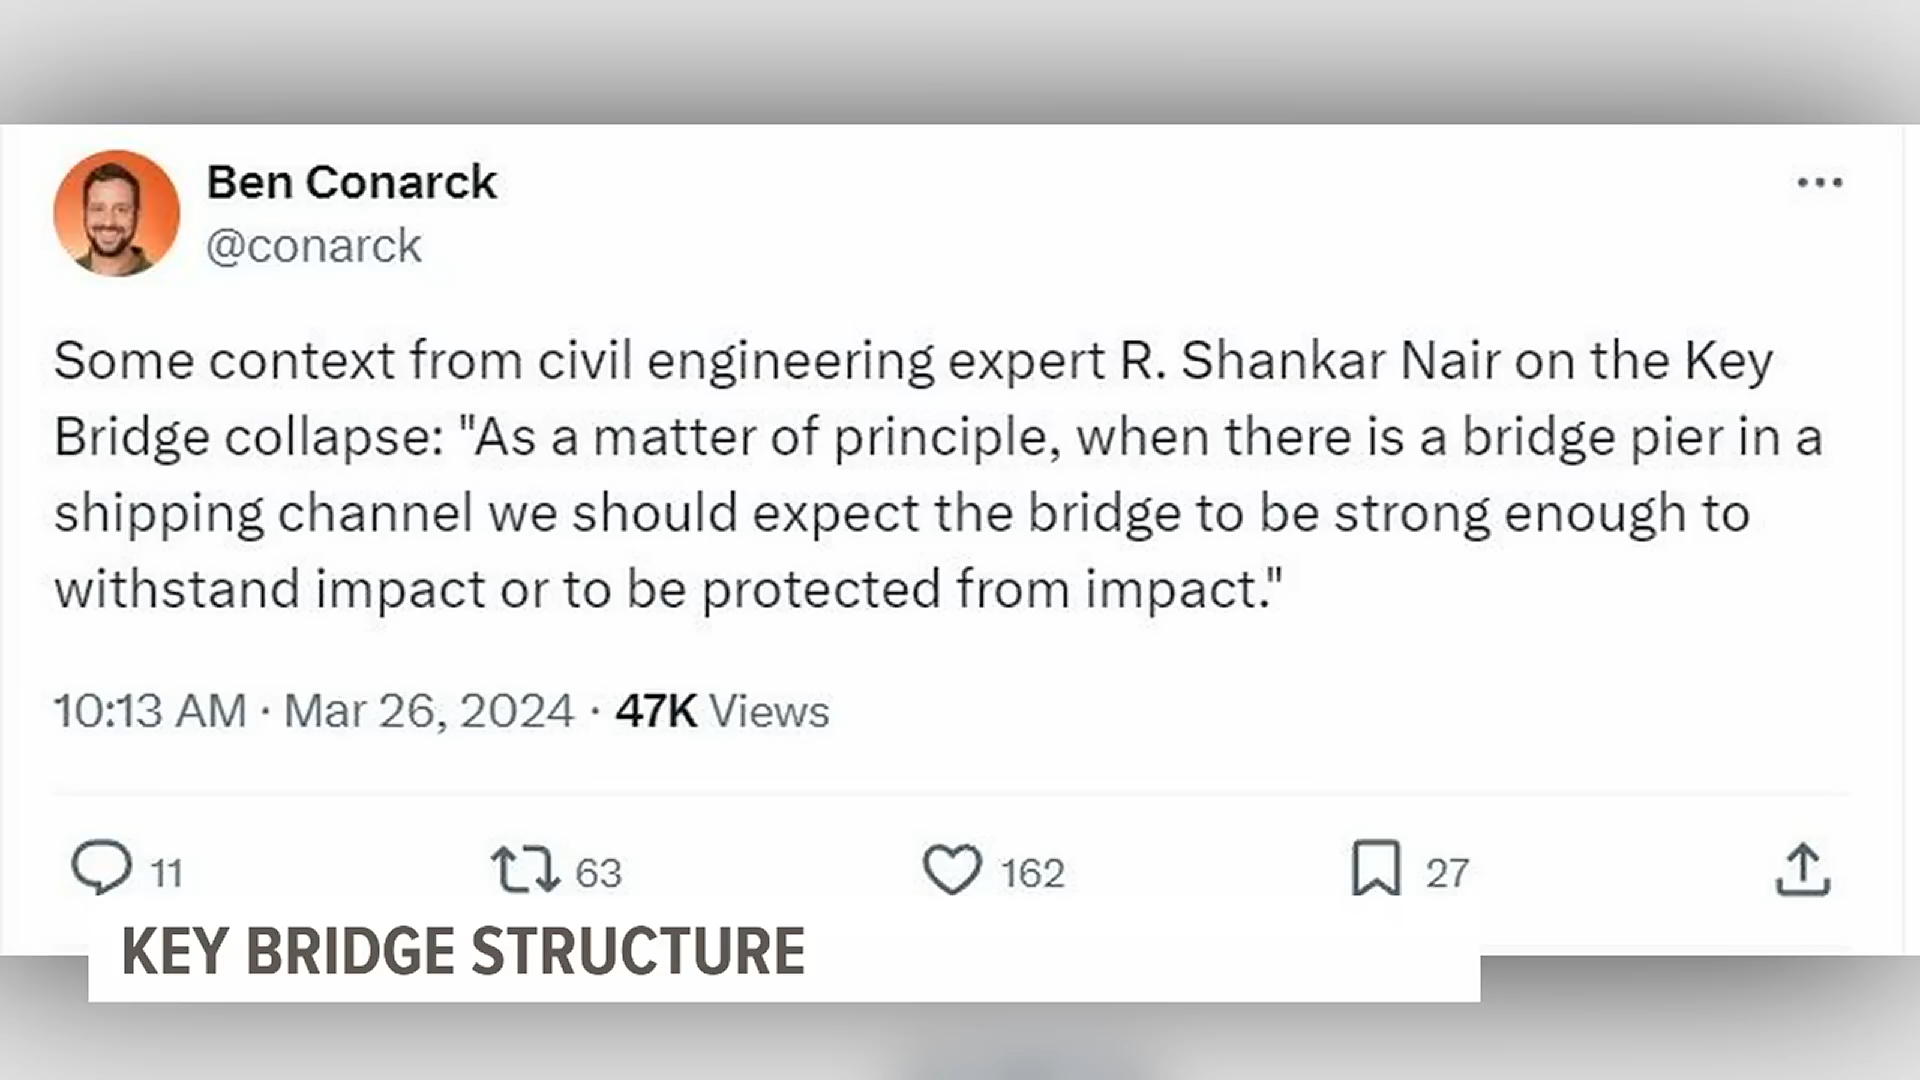 Ben Conarck
@conarck
Some context from civil engineering expert R. Shankar Nair on the Key
Bridge collapse: "As a matter of principle, when there is a bridge pier in a
shipping channel we should expect the bridge to be strong enough to
withstand impact or to be protected from impact."
10:13 AM · Mar 26, 2024 · 47K Views
11 63 162 27
KEY BRIDGE STRUCTURE